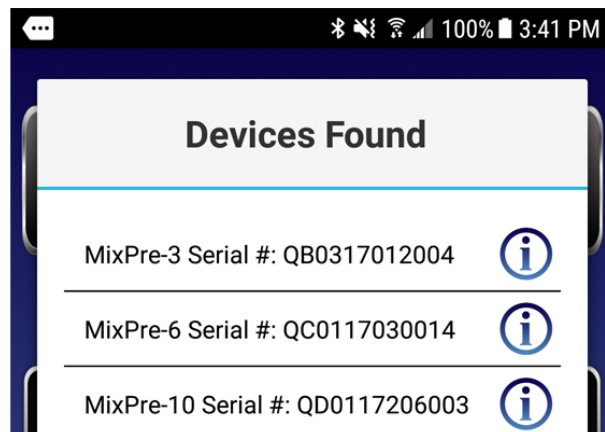 100% 3:41 PM
Devices Found
MixPre-3 Serial #: QB0317012004
MixPre-6 Serial #: QC0117030014
MixPre-10 Serial #: QD0117206003